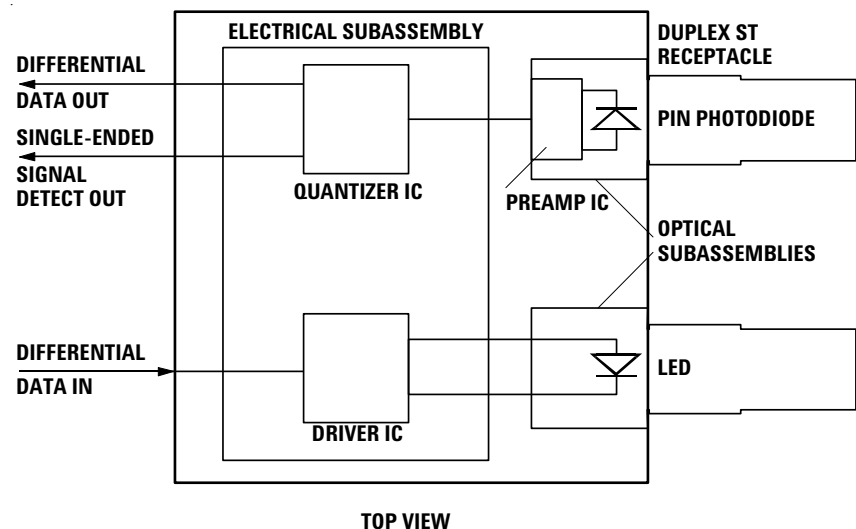 ELECTRICAL SUBASSEMBLY
DUPLEX ST
RECEPTACLE
DIFFERENTIAL
DATA OUT
PIN PHOTODIODE
SINGLE-ENDED
SIGNAL
DETECT OUT
QUANTIZER IC
PREAMP IC
OPTICAL
SUBASSEMBLIES
DIFFERENTIAL
DATA IN
LED
DRIVER IC
TOP VIEW